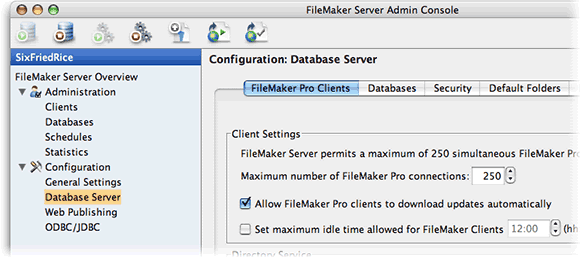 FileMaker Server Admin Console
SixFriedRice
FileMaker Server Overview
Administration
Clients
Databases
Schedules
Statistics
Configuration
General Settings
Database Server
Web Publishing
ODBC/JDBC
Configuration: Database Server
FileMaker Pro Clients Databases Security Default Folders
Client Settings
FileMaker Server permits a maximum of 250 simultaneous FileMaker Pro
Maximum number of FileMaker Pro connections: 250
Allow FileMaker Pro clients to download updates automatically
Set maximum idle time allowed for FileMaker Clients 12:00 (hh
Directory Service